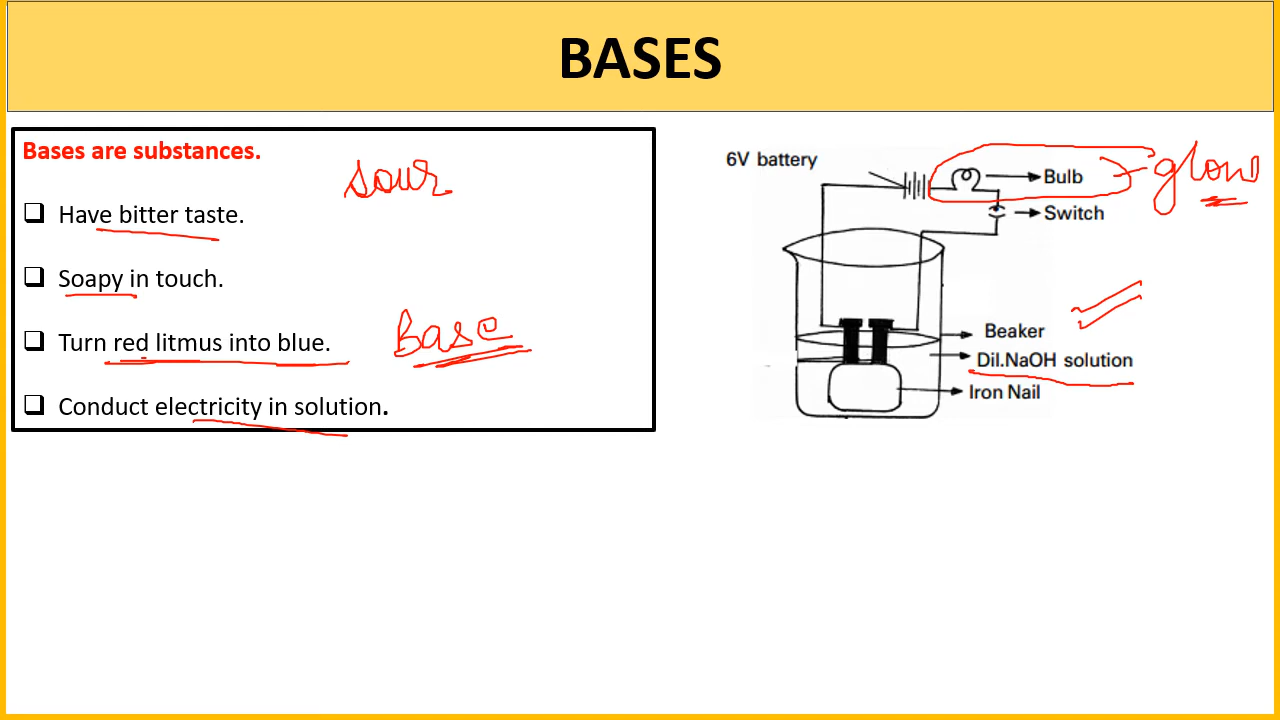 BASES
Bases are substances.
sour
Have bitter taste.
Soapy in touch.
Turn red litmus into blue.
Base
Conduct electricity in solution.
6V battery
Bulb
glow
Switch
Beaker
Dil.NaOH solution
Iron Nail